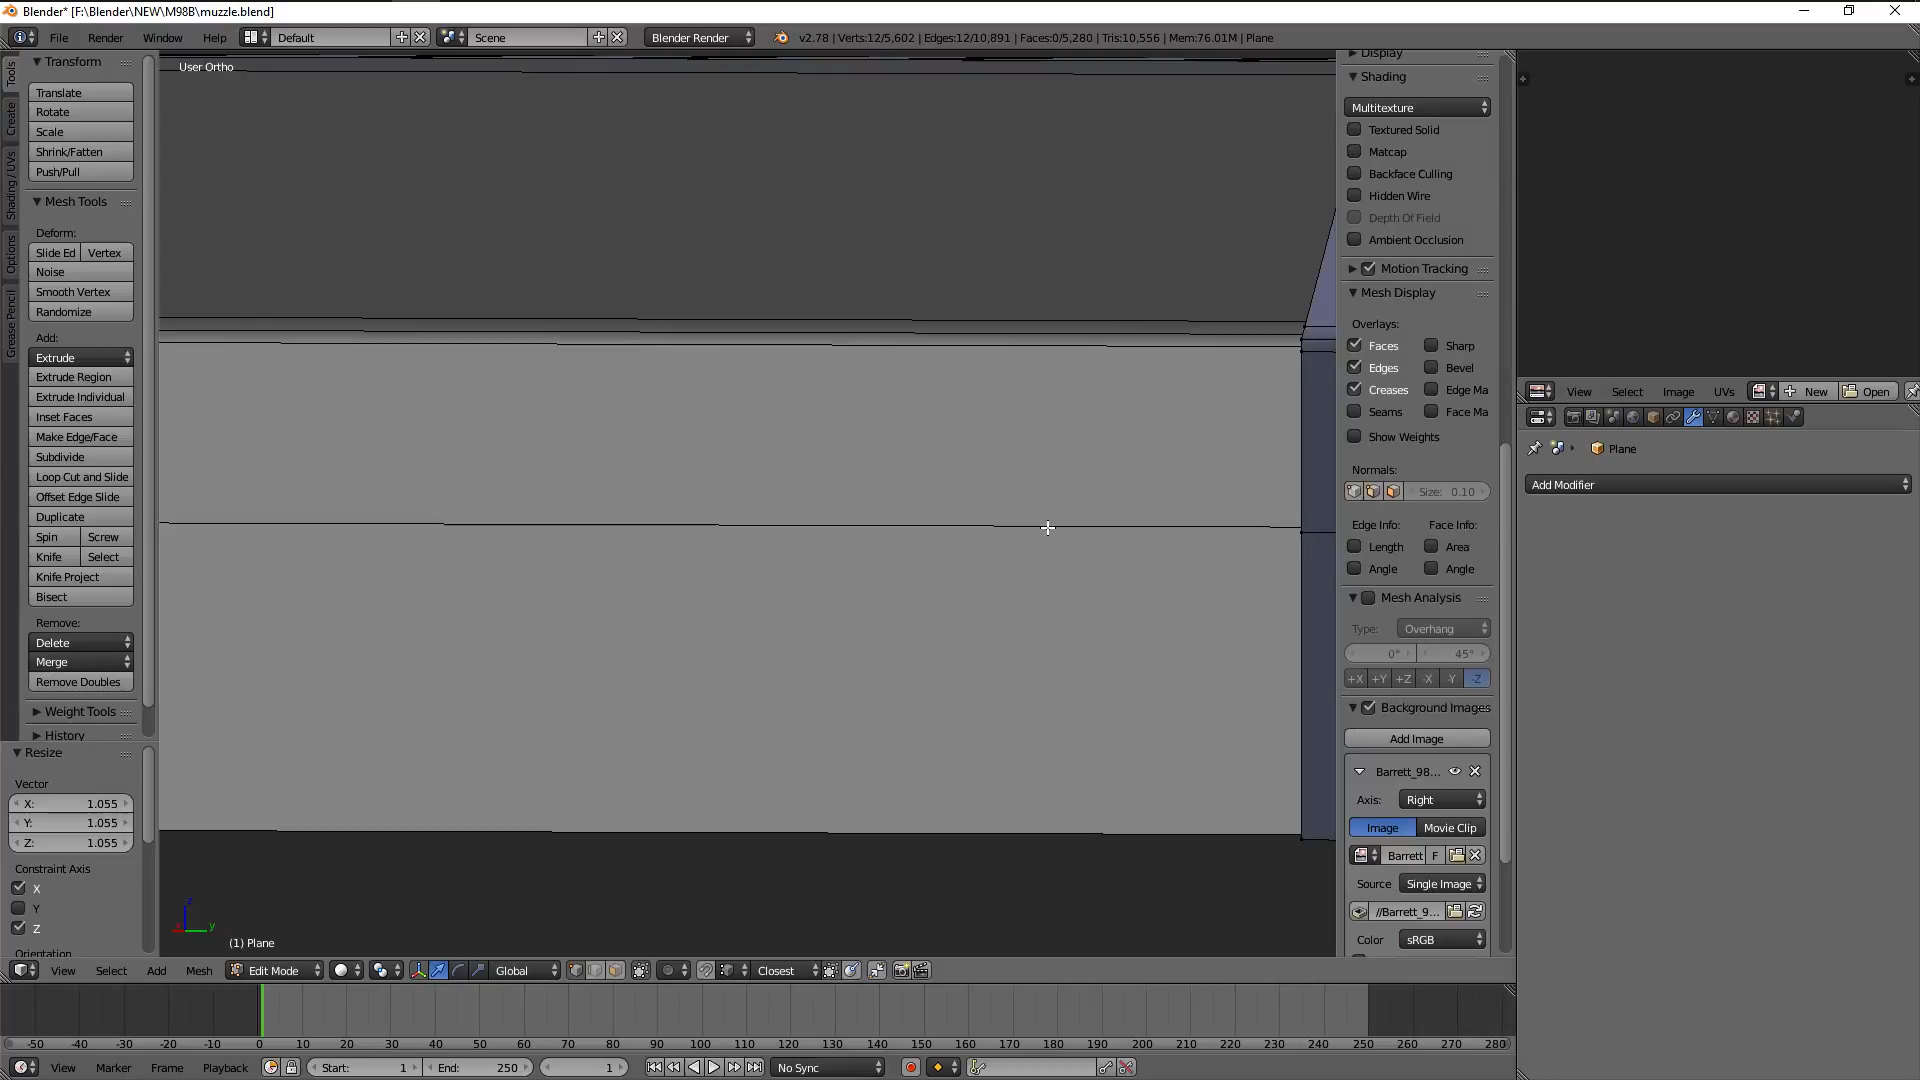 Blender* [F:\Blender\NEW\M98B\muzzle.blend]
File Render Window Help Default Scene Blender Render v2.78 | Verts:12/5,602 | Edges:12/10,891 | Faces:0/5,280 | Tris:10,556 | Mem:76.01M | Plane
Tools
Create
Shading / UVs
Options
Grease Pencil
Transform
Translate
Rotate
Scale
Shrink/Fatten
Push/Pull
Mesh Tools
Deform:
Slide Ed Vertex
Noise
Smooth Vertex
Randomize
Add:
Extrude
Extrude Region
Extrude Individual
Inset Faces
Make Edge/Face
Subdivide
Loop Cut and Slide
Offset Edge Slide
Duplicate
Spin Screw
Knife Select
Knife Project
Bisect
Remove:
Delete
Merge
Remove Doubles
Weight Tools
History
Resize
Vector
X: 1.055
Y: 1.055
Z: 1.055
Constraint Axis
X
Y
Z
Orientation
User Ortho
z
x y
(1) Plane
Display
Shading
Multitexture
Textured Solid
Matcap
Backface Culling
Hidden Wire
Depth Of Field
Ambient Occlusion
Motion Tracking
Mesh Display
Overlays:
Faces Sharp
Edges Bevel
Creases Edge Ma
Seams Face Ma
Show Weights
Normals:
Size: 0.10
Edge Info: Face Info:
Length Area
Angle Angle
Mesh Analysis
Type: Overhang
0° 45°
+X +Y +Z -X -Y -Z
Background Images
Add Image
Barrett_98...
Axis: Right
Image Movie Clip
Barrett F
Source Single Image
//Barrett_9...
Color sRGB
View Select Image UVs New Open
Plane
Add Modifier
View Select Add Mesh Edit Mode Global Closest
-50 -40 -30 -20 -10 0 10 20 30 40 50 60 70 80 90 100 110 120 130 140 150 160 170 180 190 200 210 220 230 240 250 260 270 280
View Marker Frame Playback Start: 1 End: 250 1 No Sync